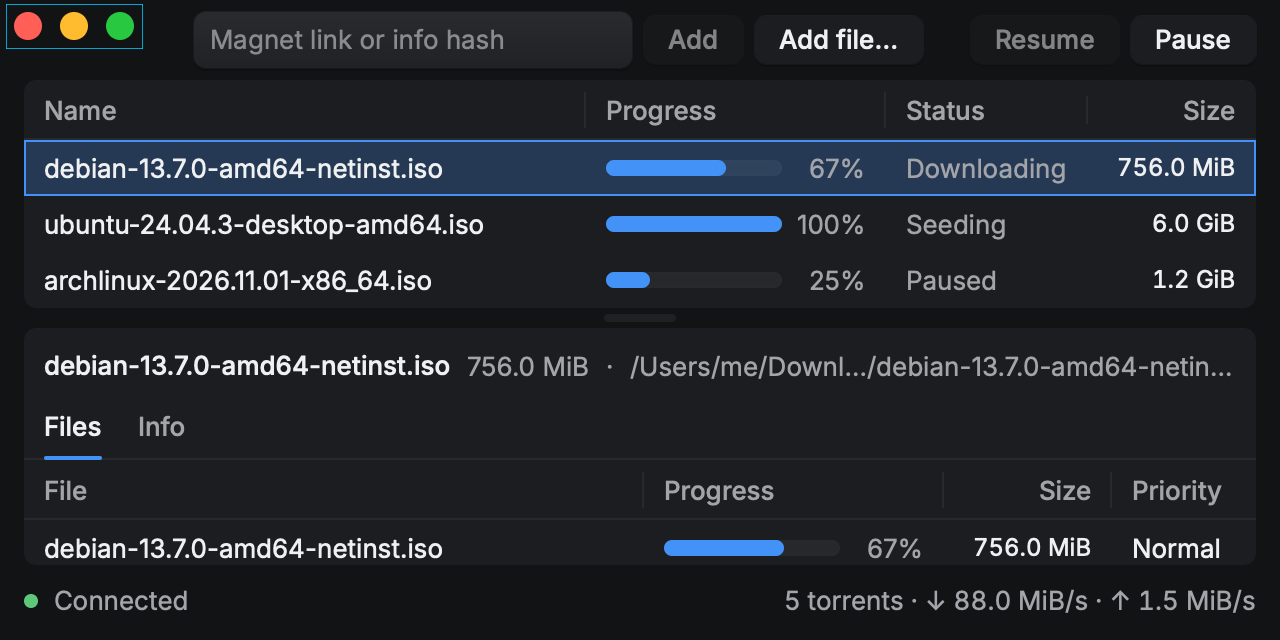 Magnet link or info hash Add Add file... Resume Pause
Name Progress Status Size
debian-13.7.0-amd64-netinst.iso 67% Downloading 756.0 MiB
ubuntu-24.04.3-desktop-amd64.iso 100% Seeding 6.0 GiB
archlinux-2026.11.01-x86_64.iso 25% Paused 1.2 GiB
debian-13.7.0-amd64-netinst.iso 756.0 MiB · /Users/me/Downl.../debian-13.7.0-amd64-netin...
Files Info
File Progress Size Priority
debian-13.7.0-amd64-netinst.iso 67% 756.0 MiB Normal
Connected 5 torrents · ↓ 88.0 MiB/s · ↑ 1.5 MiB/s